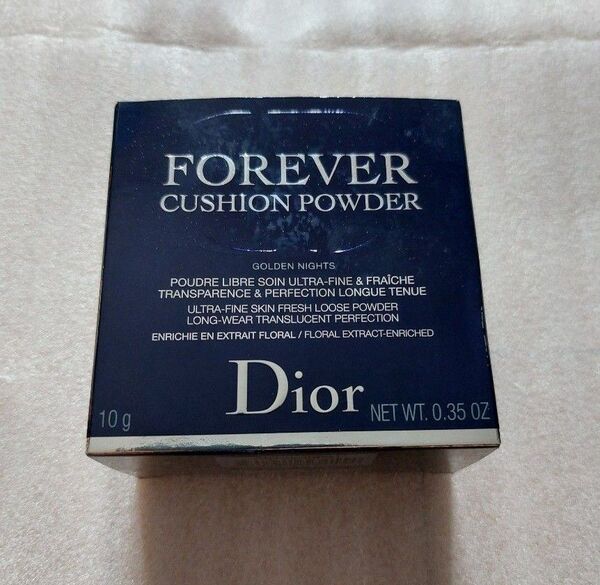 FOREVER
CUSHION POWDER
GOLDEN NIGHTS
POUDRE LIBRE SOIN ULTRA-FINE & FRAÎCHE
TRANSPARENCE & PERFECTION LONGUE TENUE
ULTRA-FINE SKIN FRESH LOOSE POWDER
LONG-WEAR TRANSLUCENT PERFECTION
ENRICHIE EN EXTRAIT FLORAL / FLORAL EXTRACT-ENRICHED
Dior
10 g NET WT. 0.35 OZ